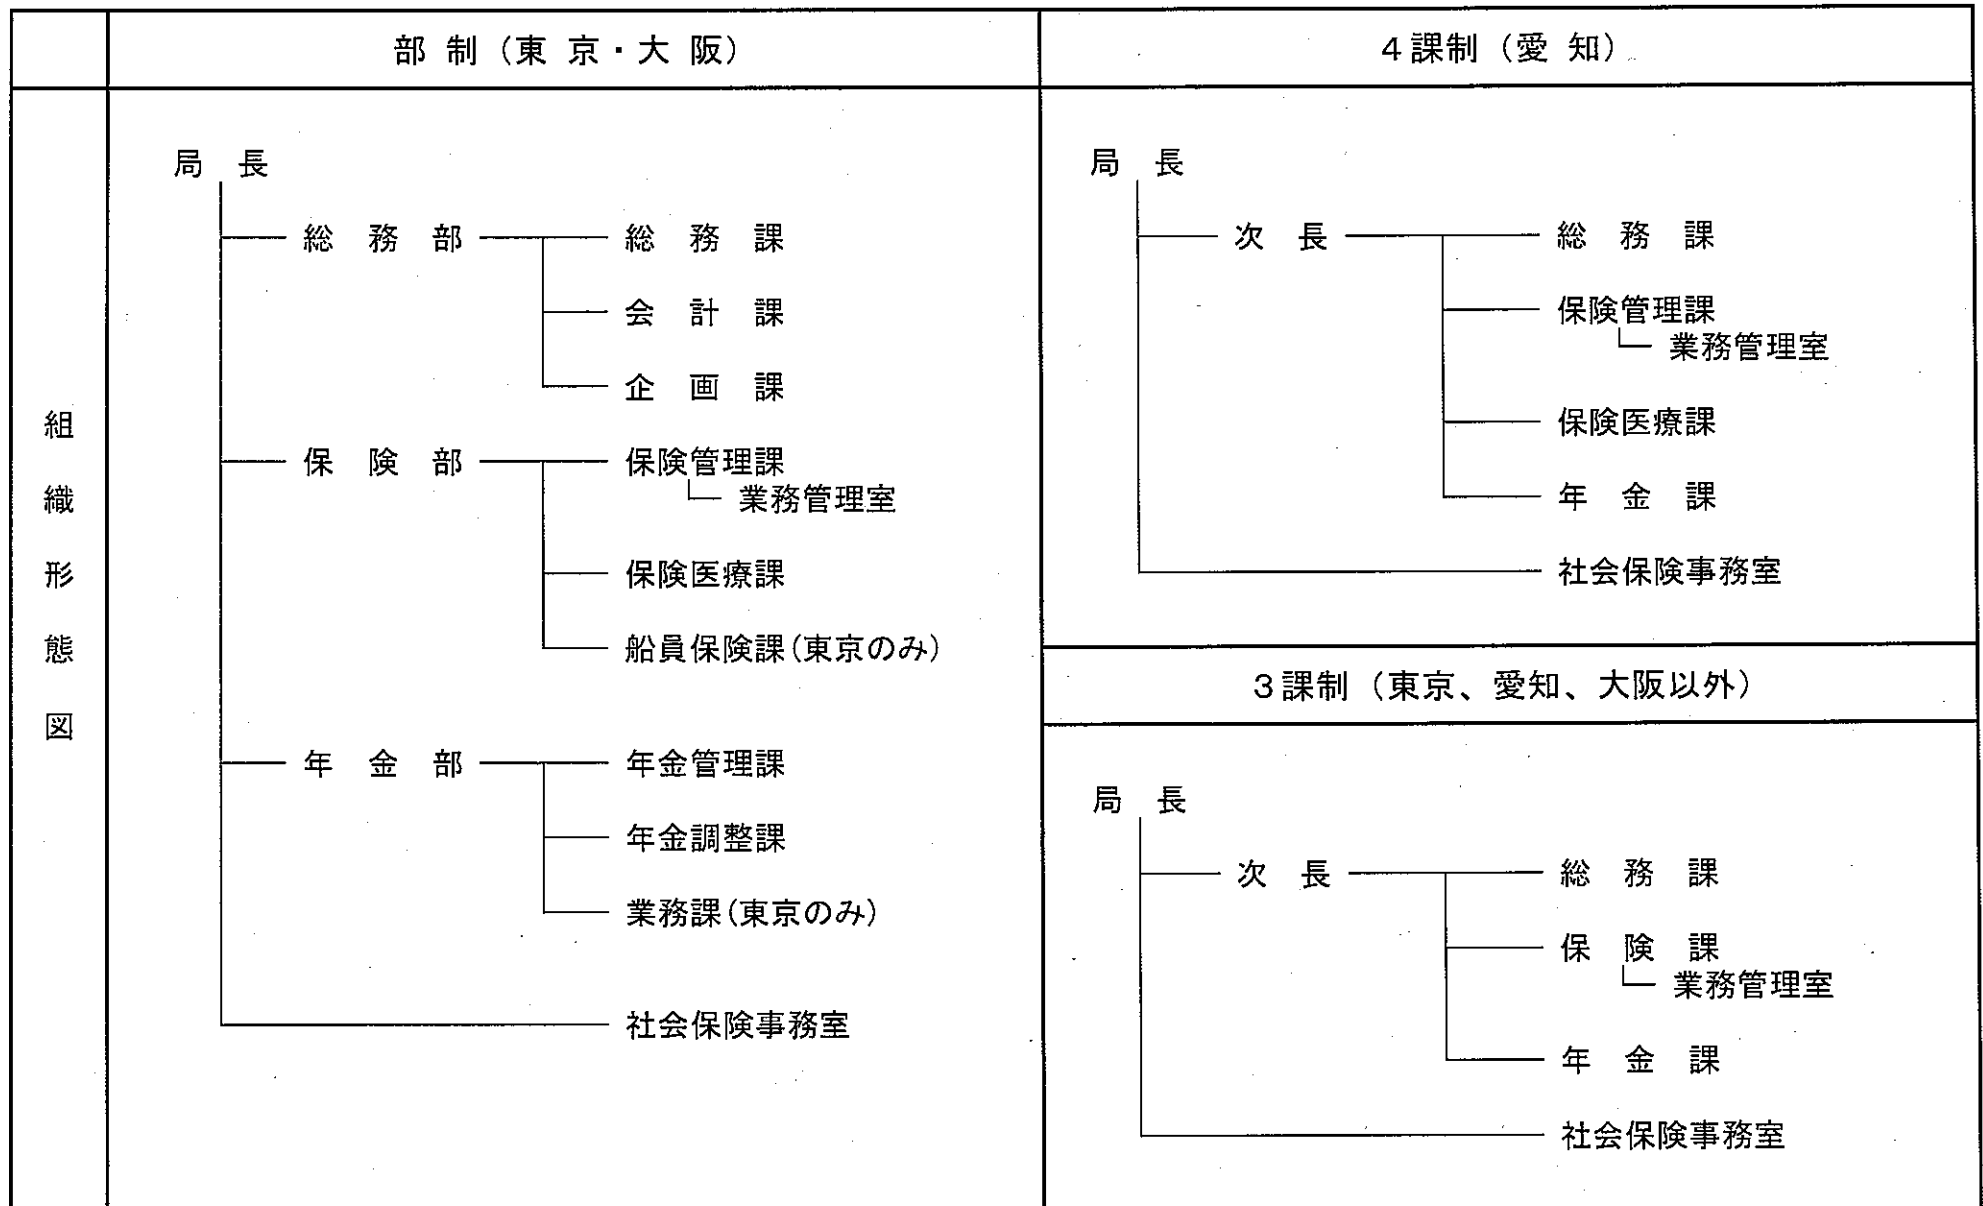 部制（東京・大阪）
4課制（愛知）
組織形態図
局長
総務部
総務課
会計課
企画課
保険部
保険管理課
業務管理室
保険医療課
船員保険課（東京のみ）
年金部
年金管理課
年金調整課
業務課（東京のみ）
社会保険事務室
局長
次長
総務課
保険管理課
業務管理室
保険医療課
年金課
社会保険事務室
3課制（東京、愛知、大阪以外）
局長
次長
総務課
保険課
業務管理室
年金課
社会保険事務室